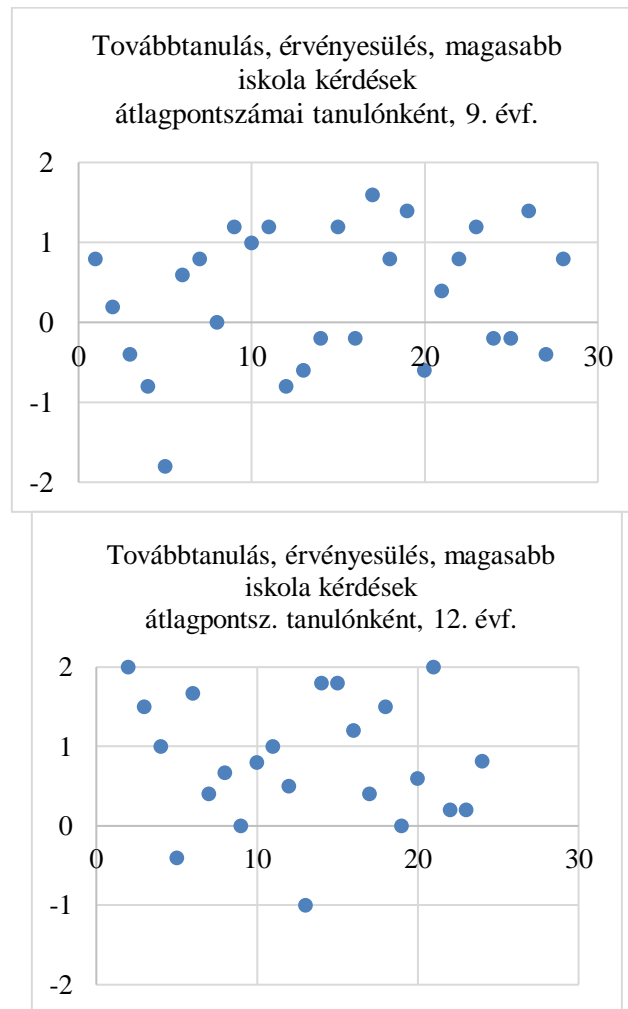 Továbbtanulás, érvényesülés, magasabb
iskola kérdések
átlagpontszámai tanulónként, 9. évf.
2
1
0
0 10 20 30
-1
-2
Továbbtanulás, érvényesülés, magasabb
iskola kérdések
átlagpontsz. tanulónként, 12. évf.
2
1
0
0 10 20 30
-1
-2